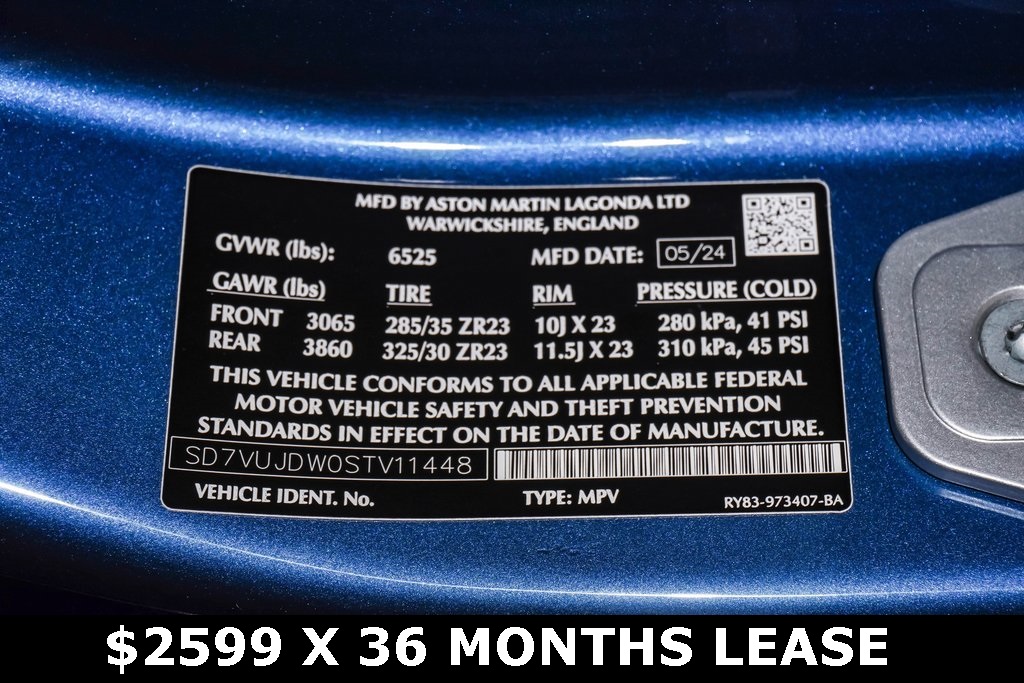 MFD BY ASTON MARTIN LAGONDA LTD
WARWICKSHIRE, ENGLAND
GVWR (lbs): 6525 MFD DATE: 05/24
GAWR (lbs) TIRE RIM PRESSURE (COLD)
FRONT 3065 285/35 ZR23 10J X 23 280 kPa, 41 PSI
REAR 3860 325/30 ZR23 11.5J X 23 310 kPa, 45 PSI
THIS VEHICLE CONFORMS TO ALL APPLICABLE FEDERAL
MOTOR VEHICLE SAFETY AND THEFT PREVENTION
STANDARDS IN EFFECT ON THE DATE OF MANUFACTURE.
SD7VUJDW0STV11448
VEHICLE IDENT. No. TYPE: MPV RY83-973407-BA
$2599 X 36 MONTHS LEASE